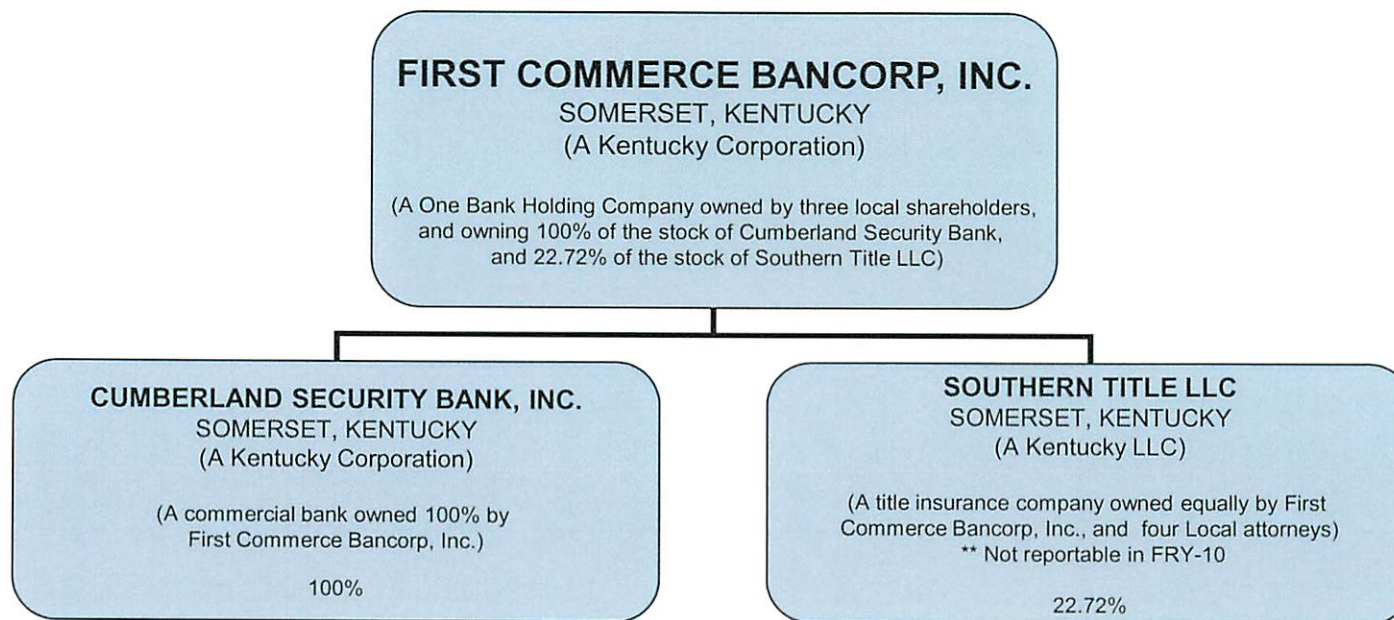 FIRST COMMERCE BANCORP, INC.
SOMERSET, KENTUCKY
(A Kentucky Corporation)
(A One Bank Holding Company owned by three local shareholders,
and owning 100% of the stock of Cumberland Security Bank,
and 22.72% of the stock of Southern Title LLC)
CUMBERLAND SECURITY BANK, INC.
SOMERSET, KENTUCKY
(A Kentucky Corporation)
(A commercial bank owned 100% by
First Commerce Bancorp, Inc.)
100%
SOUTHERN TITLE LLC
SOMERSET, KENTUCKY
(A Kentucky LLC)
(A title insurance company owned equally by First
Commerce Bancorp, Inc., and four Local attorneys)
** Not reportable in FRY-10
22.72%